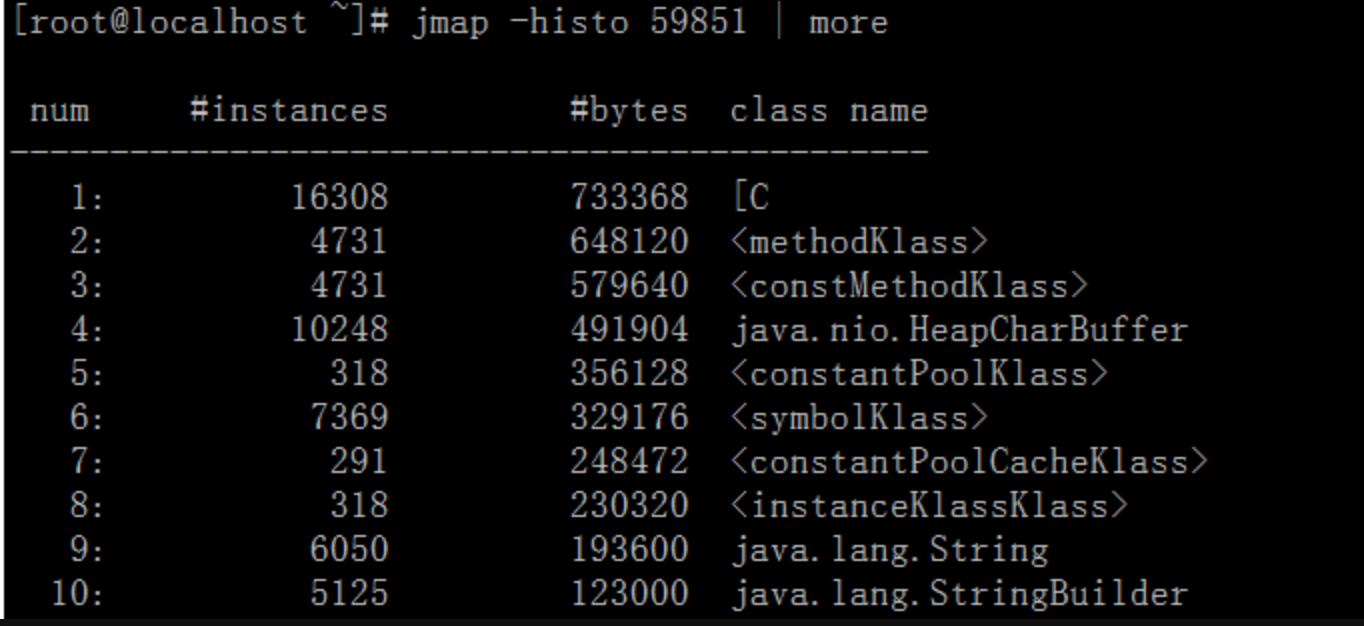 [root@localhost ~]# jmap -histo 59851 | more
 num     #instances         #bytes  class name
----------------------------------------------
   1:         16308         733368  [C
   2:          4731         648120  <methodKlass>
   3:          4731         579640  <constMethodKlass>
   4:         10248         491904  java.nio.HeapCharBuffer
   5:           318         356128  <constantPoolKlass>
   6:          7369         329176  <symbolKlass>
   7:           291         248472  <constantPoolCacheKlass>
   8:           318         230320  <instanceKlassKlass>
   9:          6050         193600  java.lang.String
  10:          5125         123000  java.lang.StringBuilder